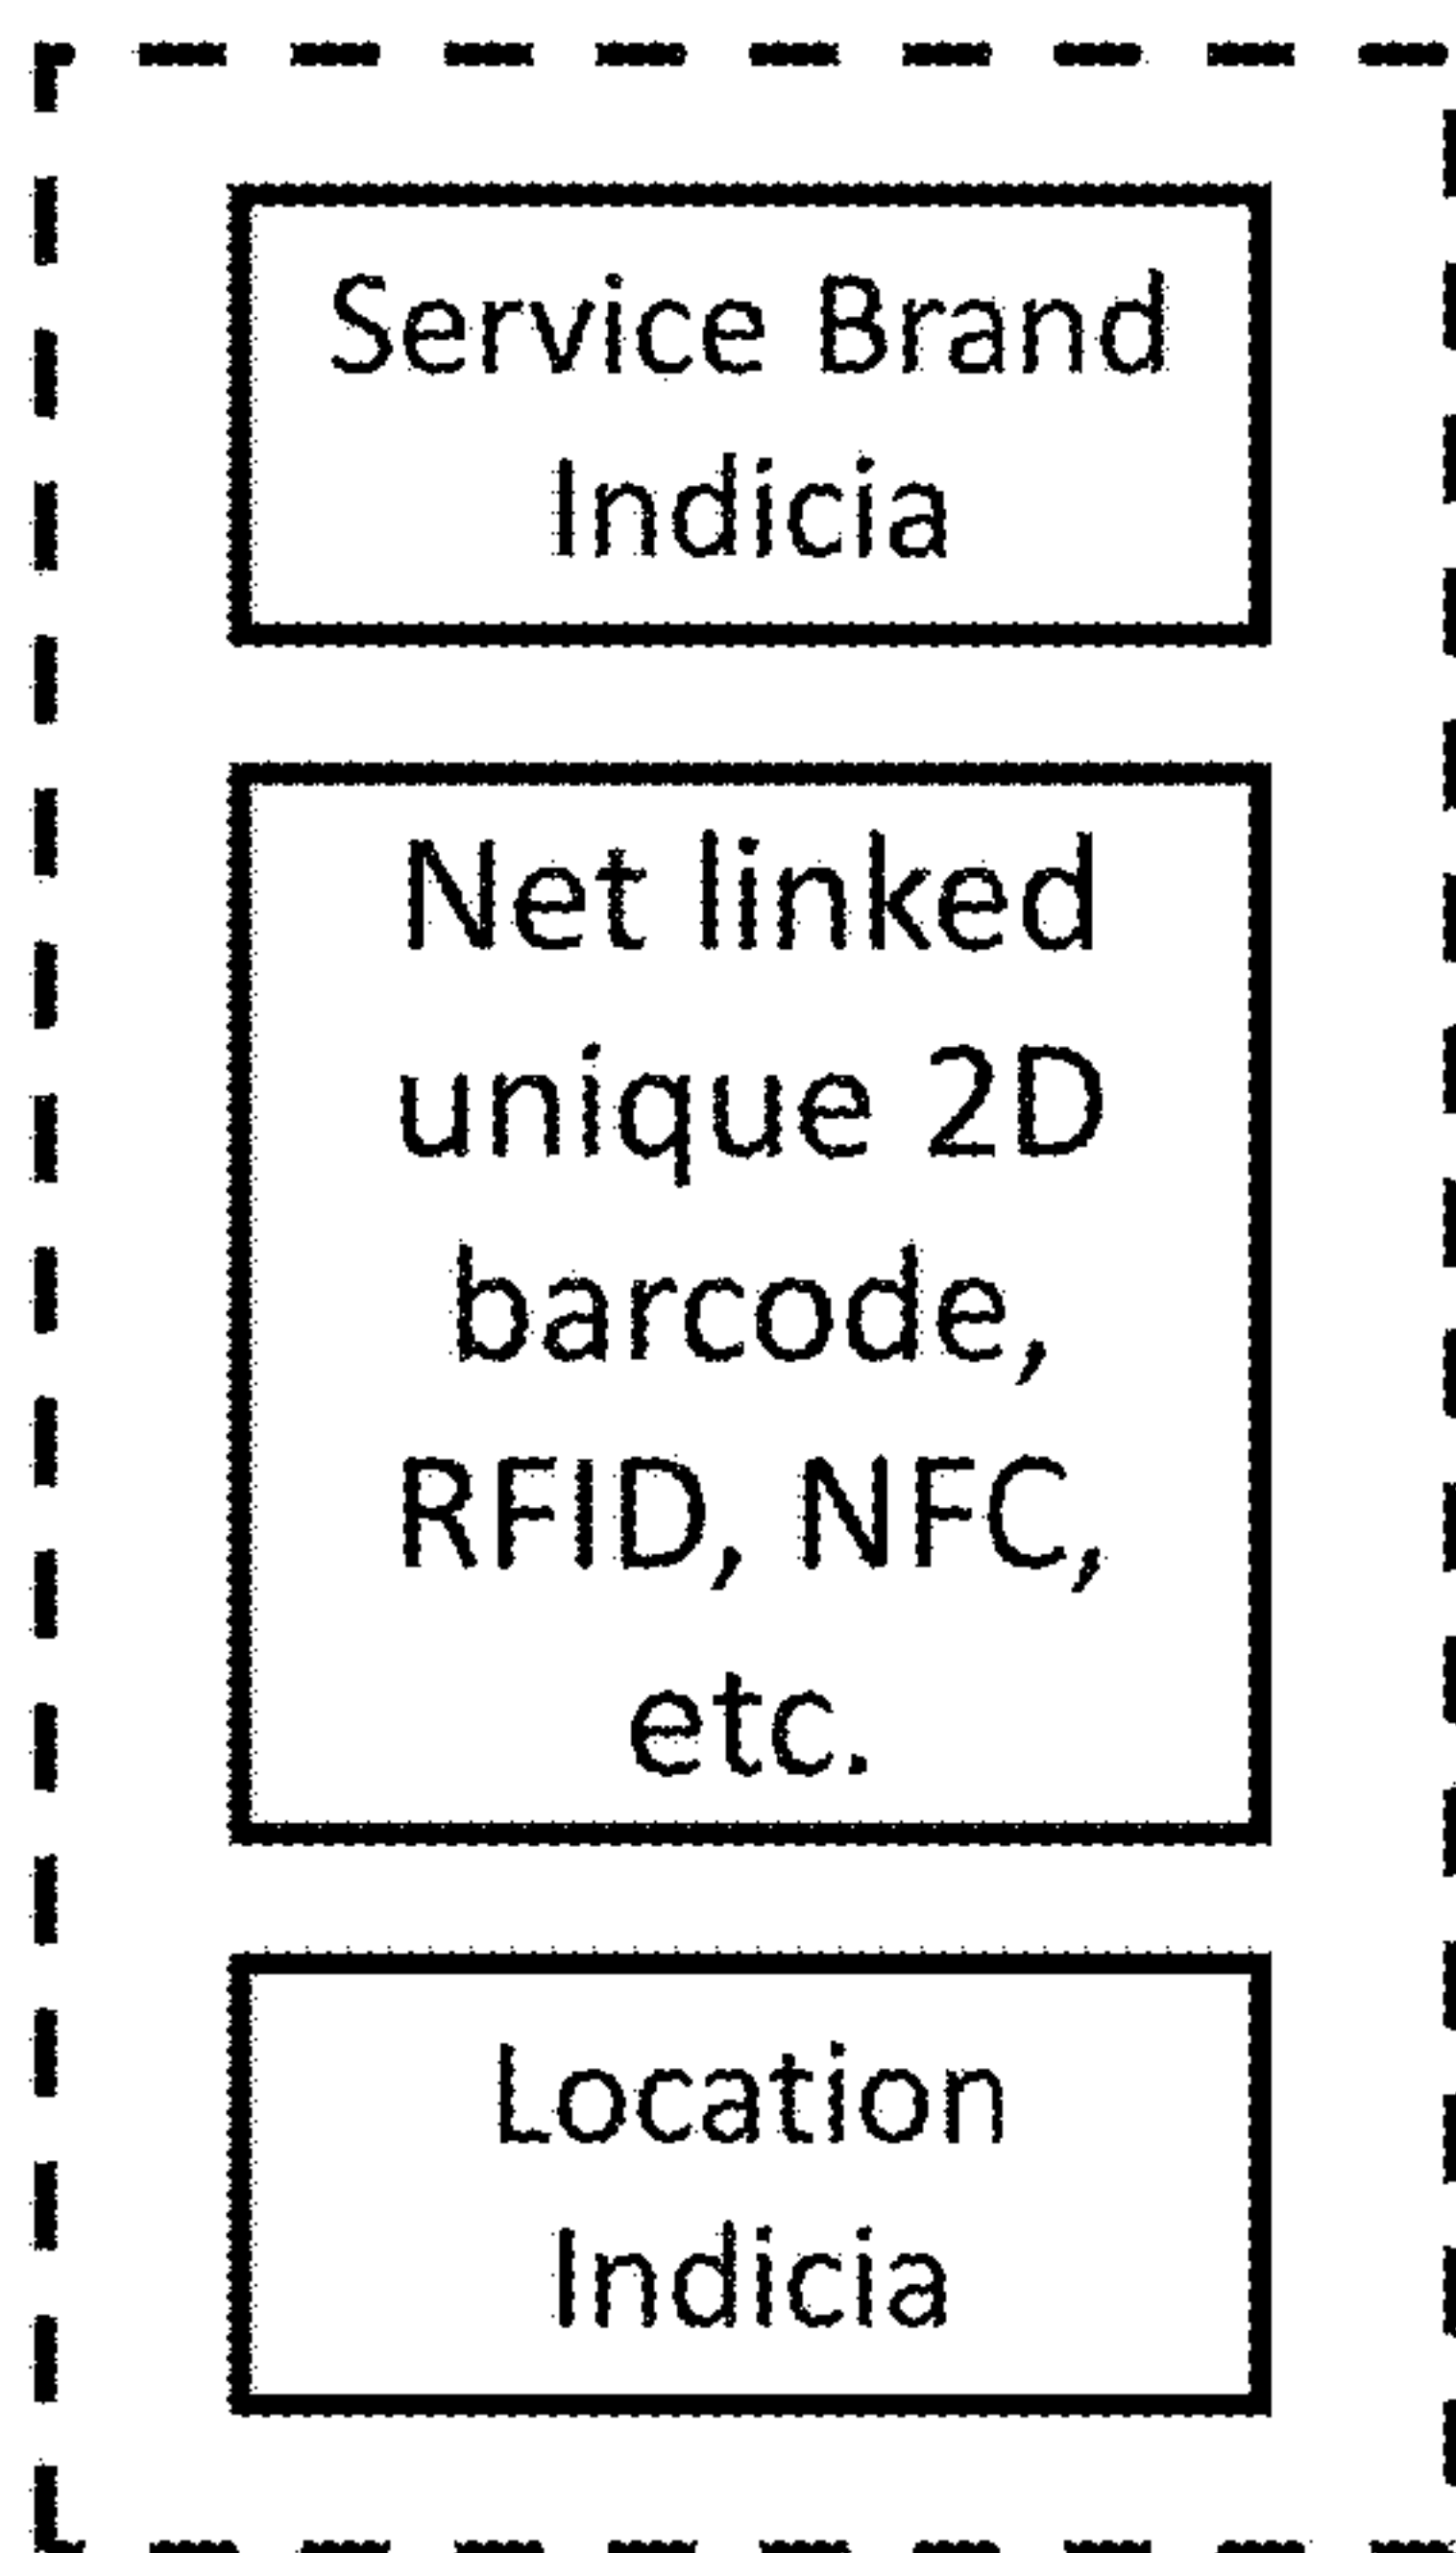 Service Brand
Indicia
Net linked
unique 2D
barcode,
RFID, NFC,
etc.
Location
Indicia